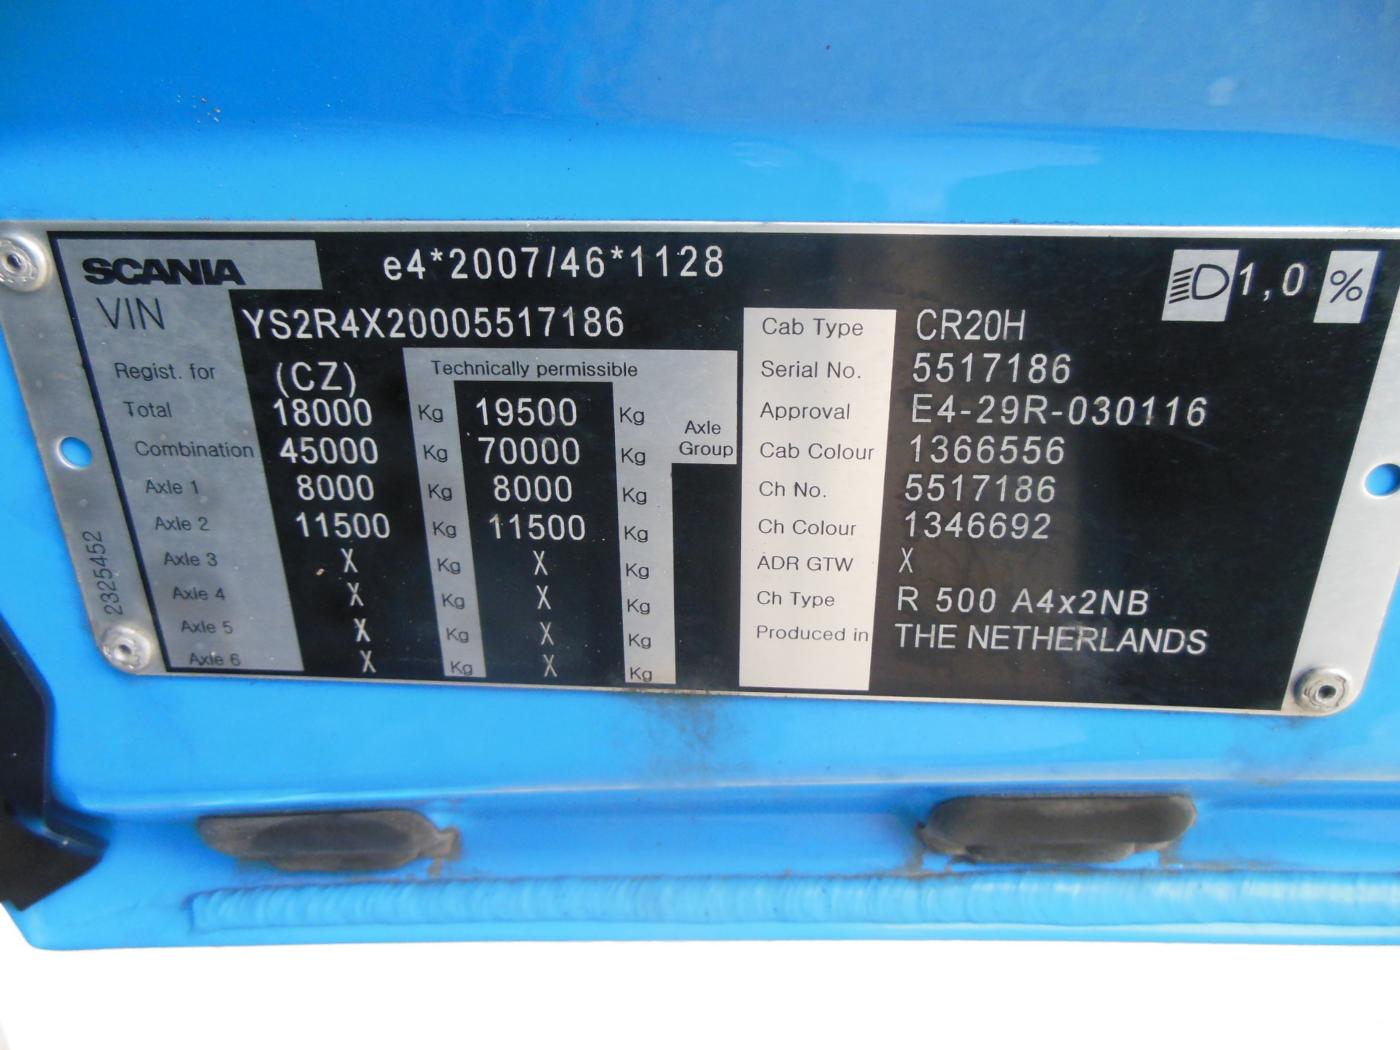 SCANIA e4*2007/46*1128 1,0 %
VIN YS2R4X20005517186
Regist. for (CZ) Technically permissible
Total 18000 Kg 19500 Kg Axle Group
Combination 45000 Kg 70000 Kg
Axle 1 8000 Kg 8000 Kg
Axle 2 11500 Kg 11500 Kg
Axle 3 X Kg X Kg
Axle 4 X Kg X Kg
Axle 5 X Kg X Kg
Axle 6 X Kg X Kg
2325452
Cab Type CR20H
Serial No. 5517186
Approval E4-29R-030116
Cab Colour 1366556
Ch No. 5517186
Ch Colour 1346692
ADR GTW X
Ch Type R 500 A4x2NB
Produced in THE NETHERLANDS